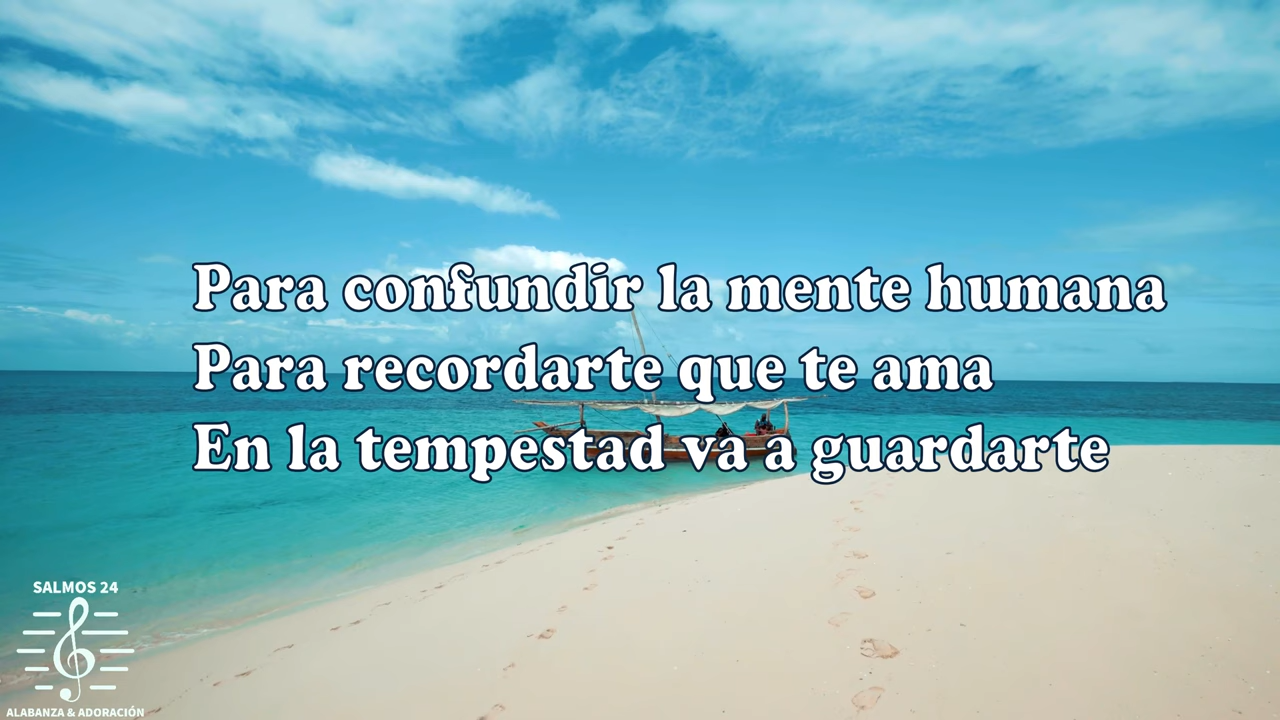 Para confundir la mente humana
Para recordarte que te ama
En la tempestad va a guardarte
SALMOS 24
ALABANZA & ADORACIÓN